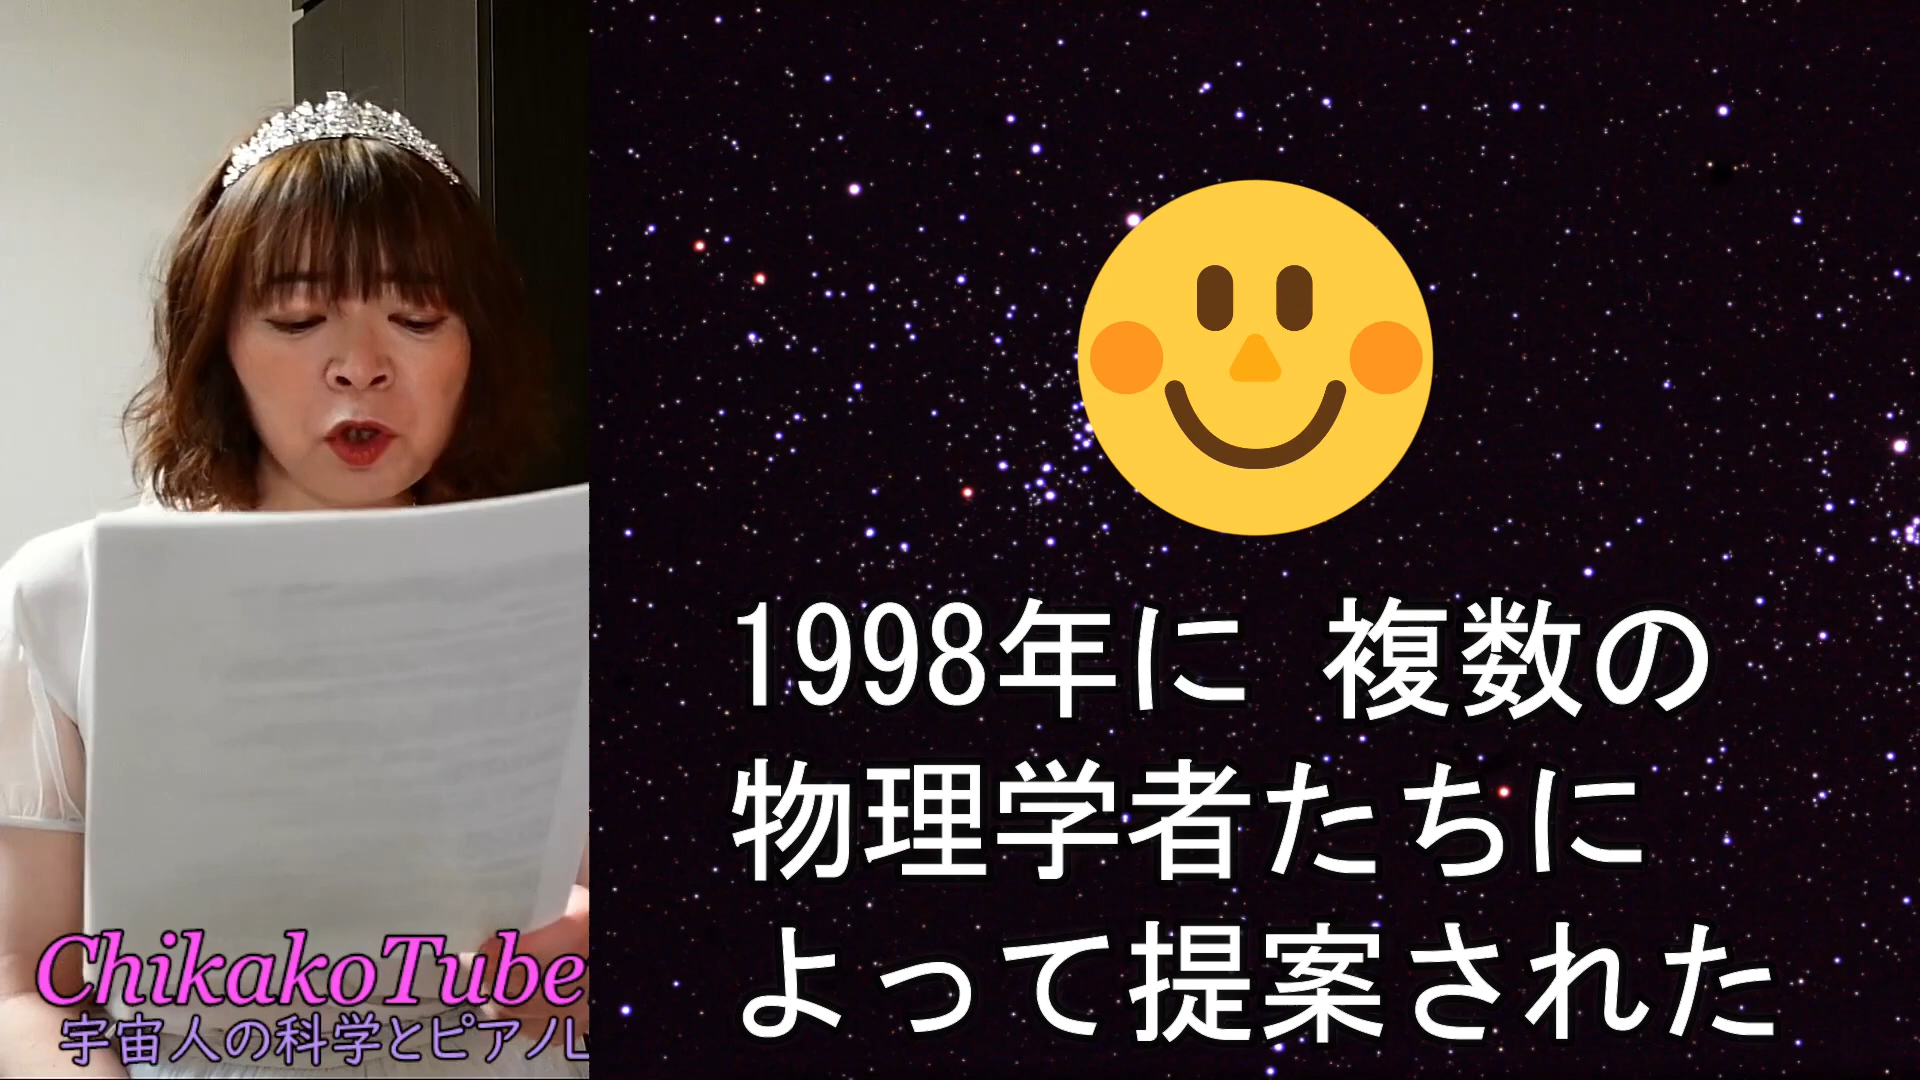 ChikakoTube
宇宙人の科学とピアノ
1998年に 複数の
物理学者たちに
よって提案された